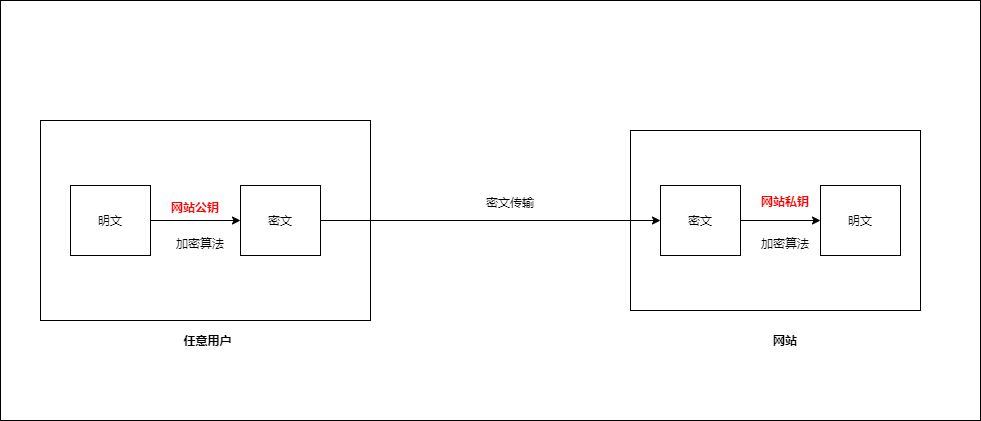 网站公钥
明文
密文
加密算法
任意用户
密文传输
网站私钥
密文
明文
加密算法
网站